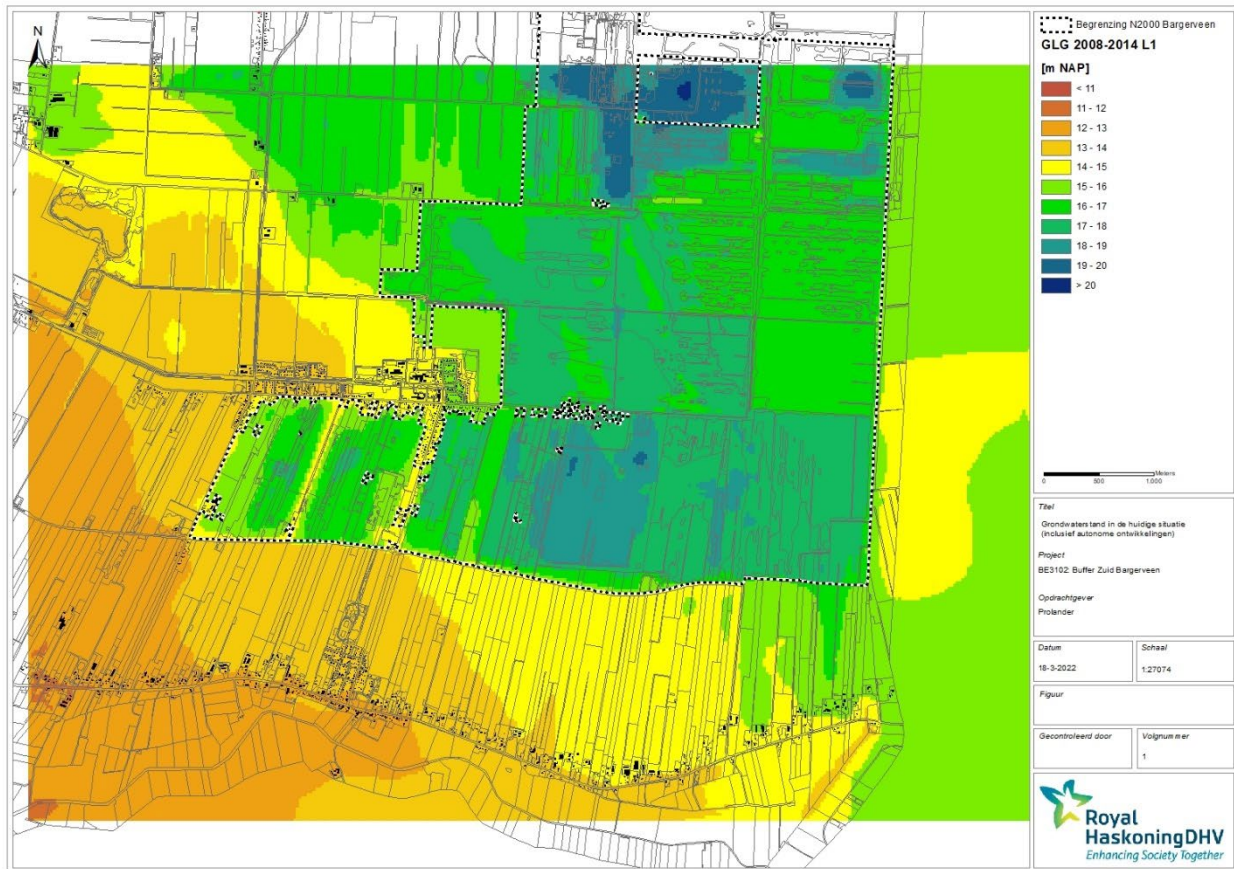 N
Begrenzing N2000 Bargerveen
GLG 2008-2014 L1
[m NAP]
< 11
11 - 12
12 - 13
13 - 14
14 - 15
15 - 16
16 - 17
17 - 18
18 - 19
19 - 20
> 20
Meters
0 500 1.000
Titel
Grondwaterstand in de huidige situatie
(inclusief autonome ontwikkelingen)
Project
BE3102: Buffer Zuid Bargerveen
Opdrachtgever
Prolander
Datum
18-3-2022
Schaal
1:27074
Figuur
Gecontroleerd door
Volgnummer
1
Royal
HaskoningDHV
Enhancing Society Together